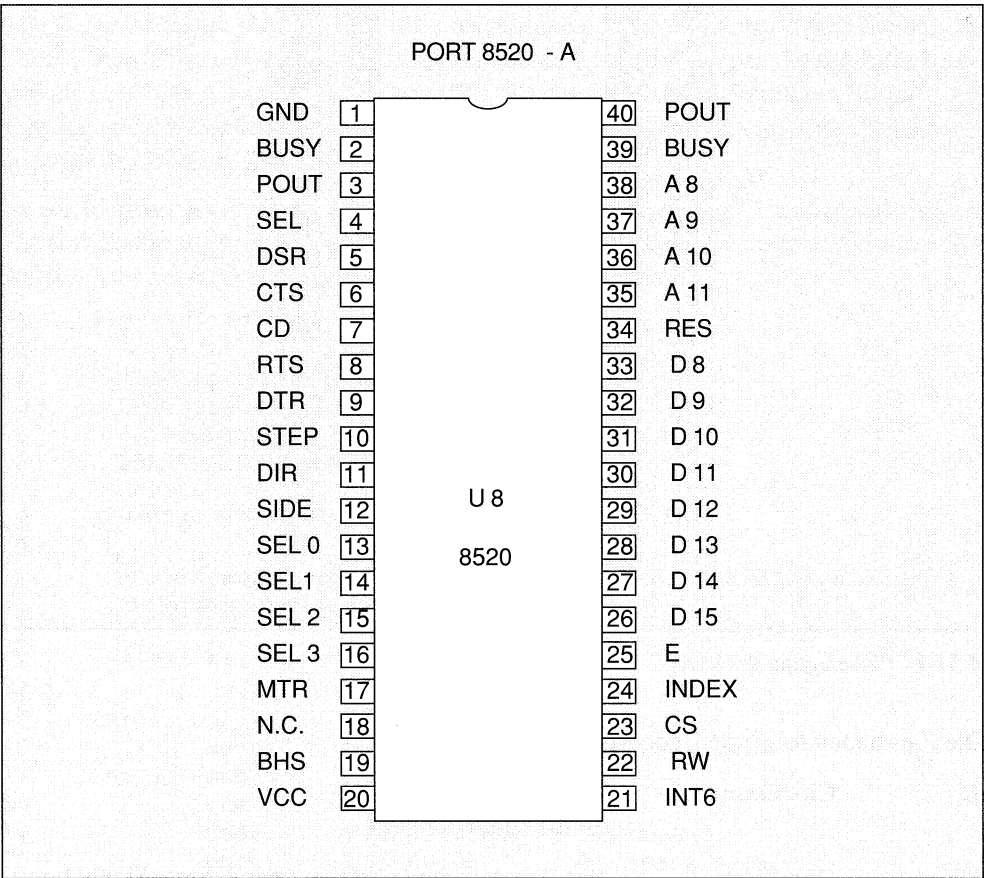 PORT 8520 - A
GND 1 40 POUT
BUSY 2 39 BUSY
POUT 3 38 A 8
SEL 4 37 A 9
DSR 5 36 A 10
CTS 6 35 A 11
CD 7 34 RES
RTS 8 33 D 8
DTR 9 32 D 9
STEP 10 31 D 10
DIR 11 30 D 11
U 8
SIDE 12 29 D 12
SEL 0 13 28 D 13
8520
SEL1 14 27 D 14
SEL 2 15 26 D 15
SEL 3 16 25 E
MTR 17 24 INDEX
N.C. 18 23 CS
BHS 19 22 RW
VCC 20 21 INT6